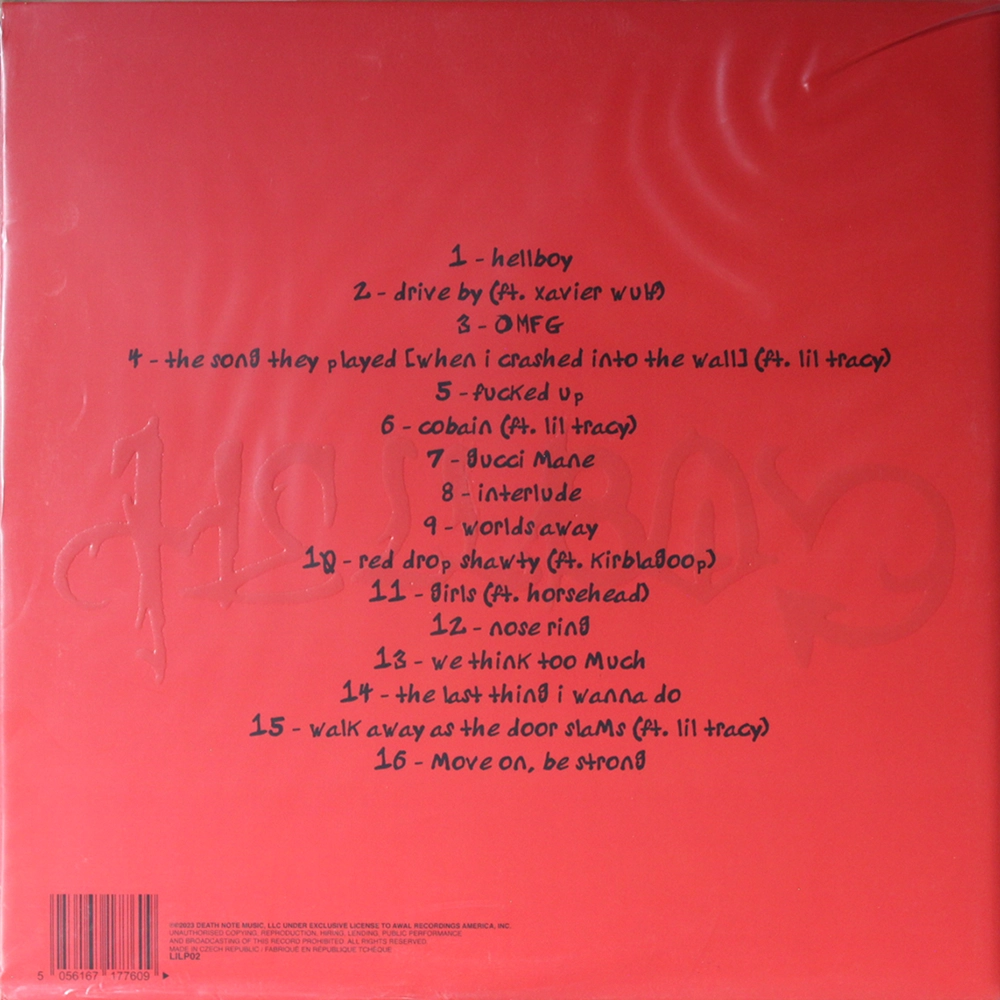 1 - hellboy
2 - drive by (ft. xavier wulf)
3 - OMFG
4 - the song they played [when i crashed into the wall] (ft. lil tracy)
5 - fucked up
6 - cobain (ft. lil tracy)
7 - gucci Mane
8 - interlude
9 - worlds away
10 - red drop shawty (ft. kirblagoop)
11 - girls (ft. horsehead)
12 - nose ring
13 - we think too Much
14 - the last thing i wanna do
15 - walk away as the door slaMs (ft. lil tracy)
16 - Move on, be strong
℗©2023 DEATH NOTE MUSIC, LLC UNDER EXCLUSIVE LICENSE TO AWAL RECORDINGS AMERICA, INC.
UNAUTHORISED COPYING, REPRODUCTION, HIRING, LENDING, PUBLIC PERFORMANCE
AND BROADCASTING OF THIS RECORD PROHIBITED. ALL RIGHTS RESERVED.
MADE IN CZECH REPUBLIC / FABRIQUÉ EN RÉPUBLIQUE TCHÈQUE
LILP02
5 056167 177609 >